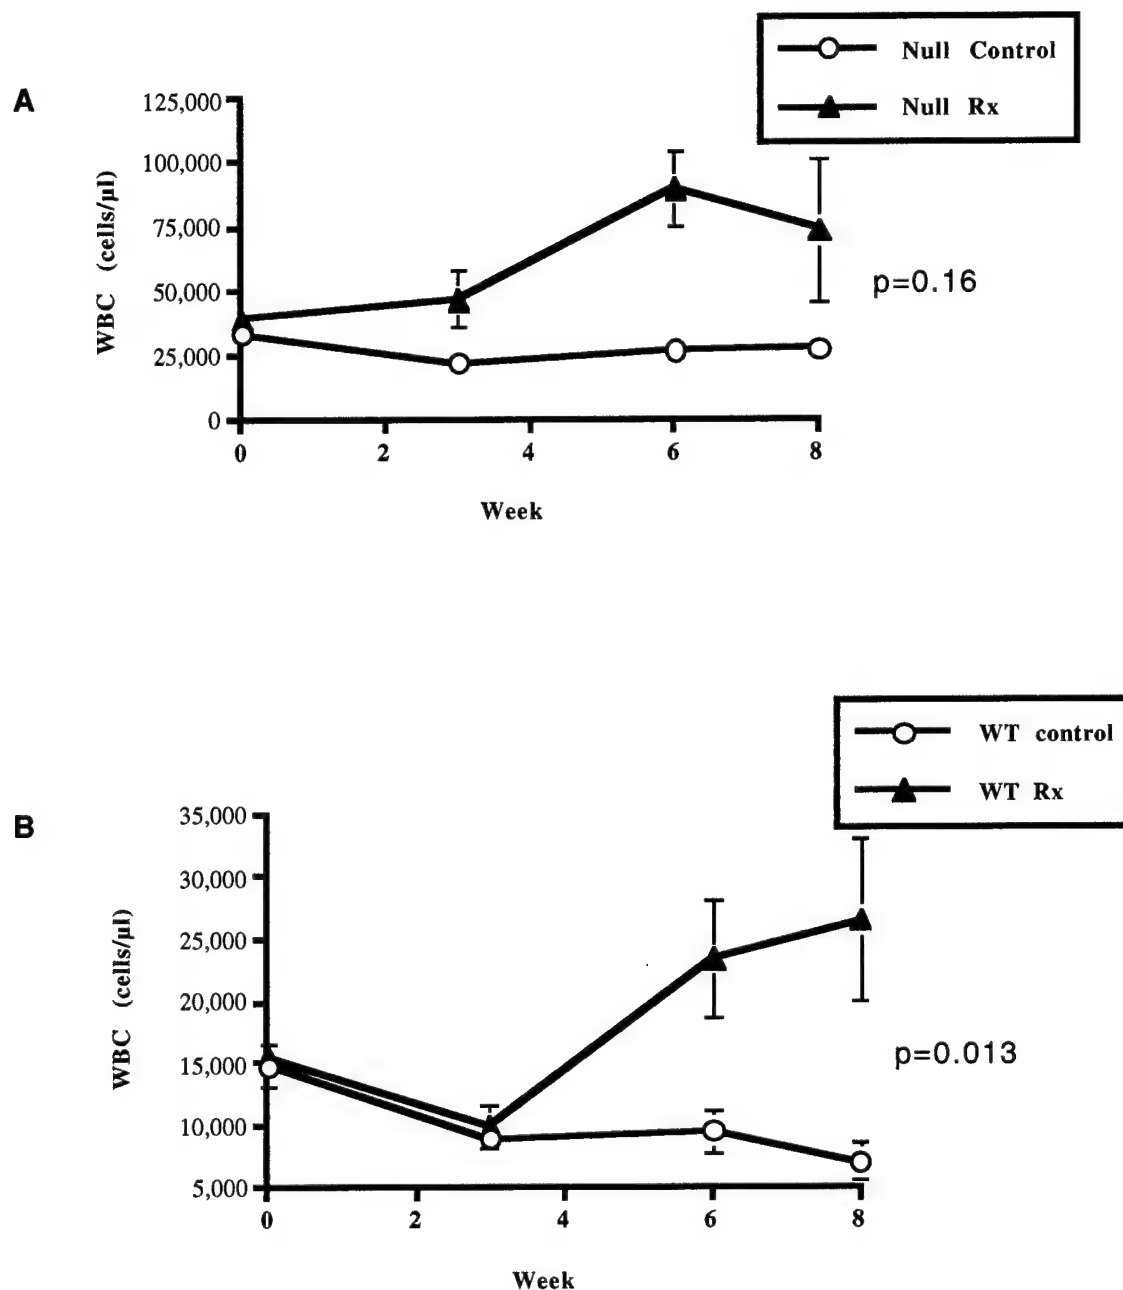 Null Control
Null Rx
A
125,000
100,000
75,000
50,000
25,000
0
WBC (cells/µl)
p=0.16
0 2 4 6 8
Week
WT control
WT Rx
B
35,000
30,000
25,000
20,000
15,000
10,000
5,000
WBC (cells/µl)
p=0.013
0 2 4 6 8
Week